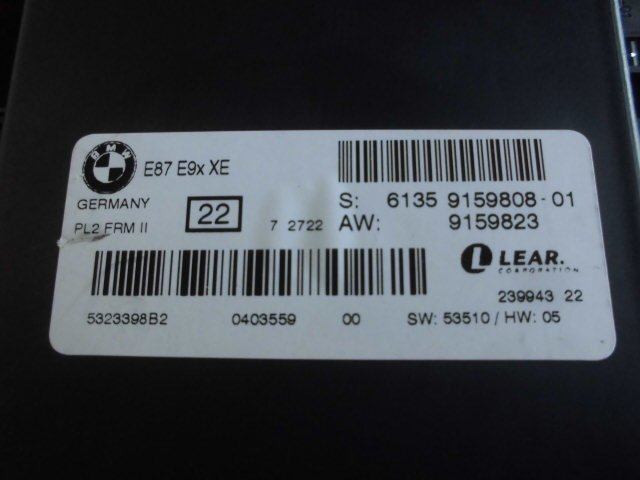 BMW
E87 E9x XE
GERMANY
PL2 FRM II
22
7 2722
S: 6135 9159808-01
AW: 9159823
LEAR.
CORPORATION
239943 22
5323398B2 0403559 00 SW: 53510 / HW: 05